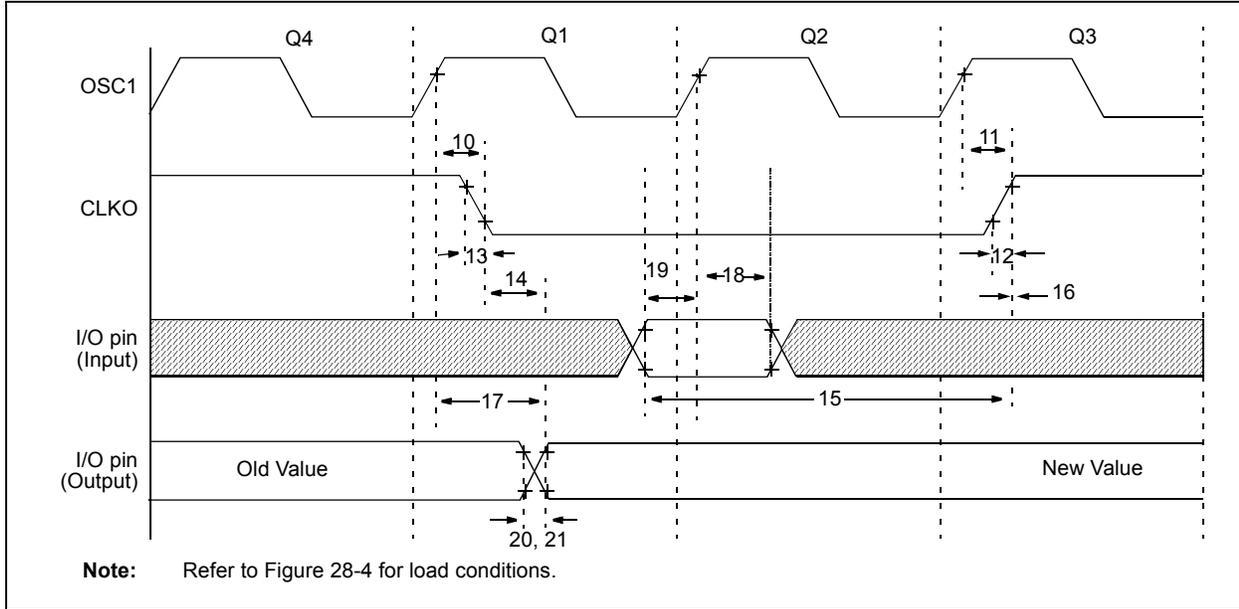 Q4 Q1 Q2 Q3
OSC1
10 11
CLKO
13 12
14 19 18 16
I/O pin
(Input)
17 15
I/O pin
(Output)
Old Value New Value
20, 21
Note: Refer to Figure 28-4 for load conditions.